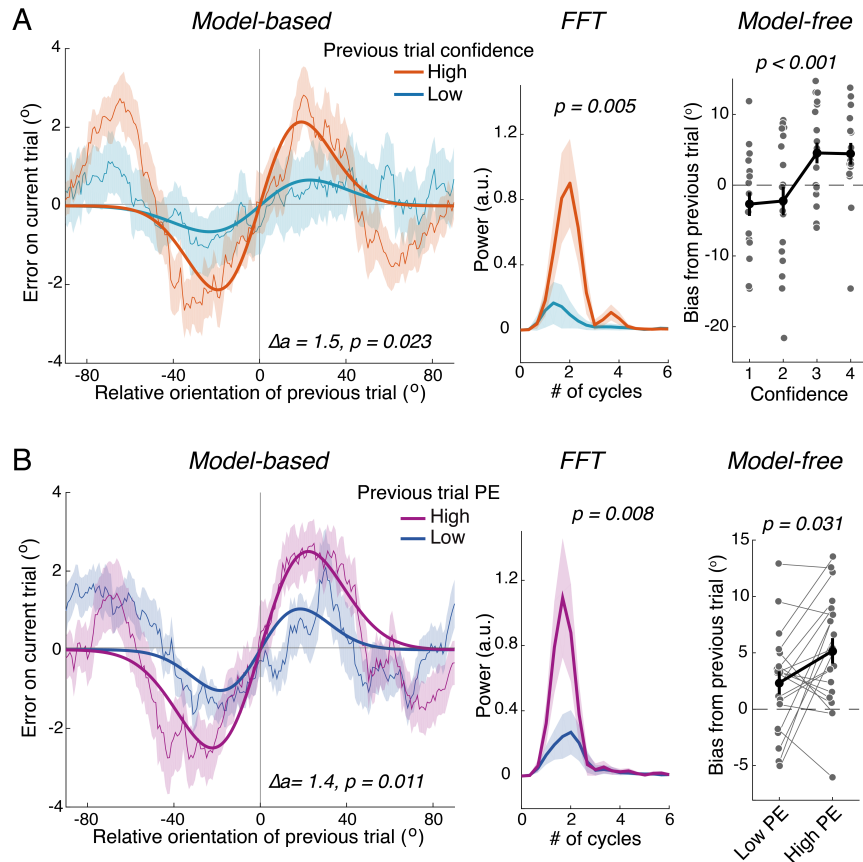 A
Model-based
FFT
Model-free
Previous trial confidence
High
Low
4
2
0
-2
-4
Error on current trial (º)
Δa = 1.5, p = 0.023
-80
-40
0
40
80
Relative orientation of previous trial (º)
p = 0.005
1.2
0.8
0.4
0
Power (a.u.)
0
2
4
6
# of cycles
p < 0.001
10
0
-10
-20
Bias from previous trial (º)
1
2
3
4
Confidence
B
Model-based
FFT
Model-free
Previous trial PE
High
Low
4
2
0
-2
-4
Error on current trial (º)
Δa= 1.4, p = 0.011
-80
-40
0
40
80
Relative orientation of previous trial (º)
p = 0.008
1.2
0.8
0.4
0
Power (a.u.)
0
2
4
6
# of cycles
p = 0.031
15
10
5
0
-5
Bias from previous trial (º)
Low PE
High PE